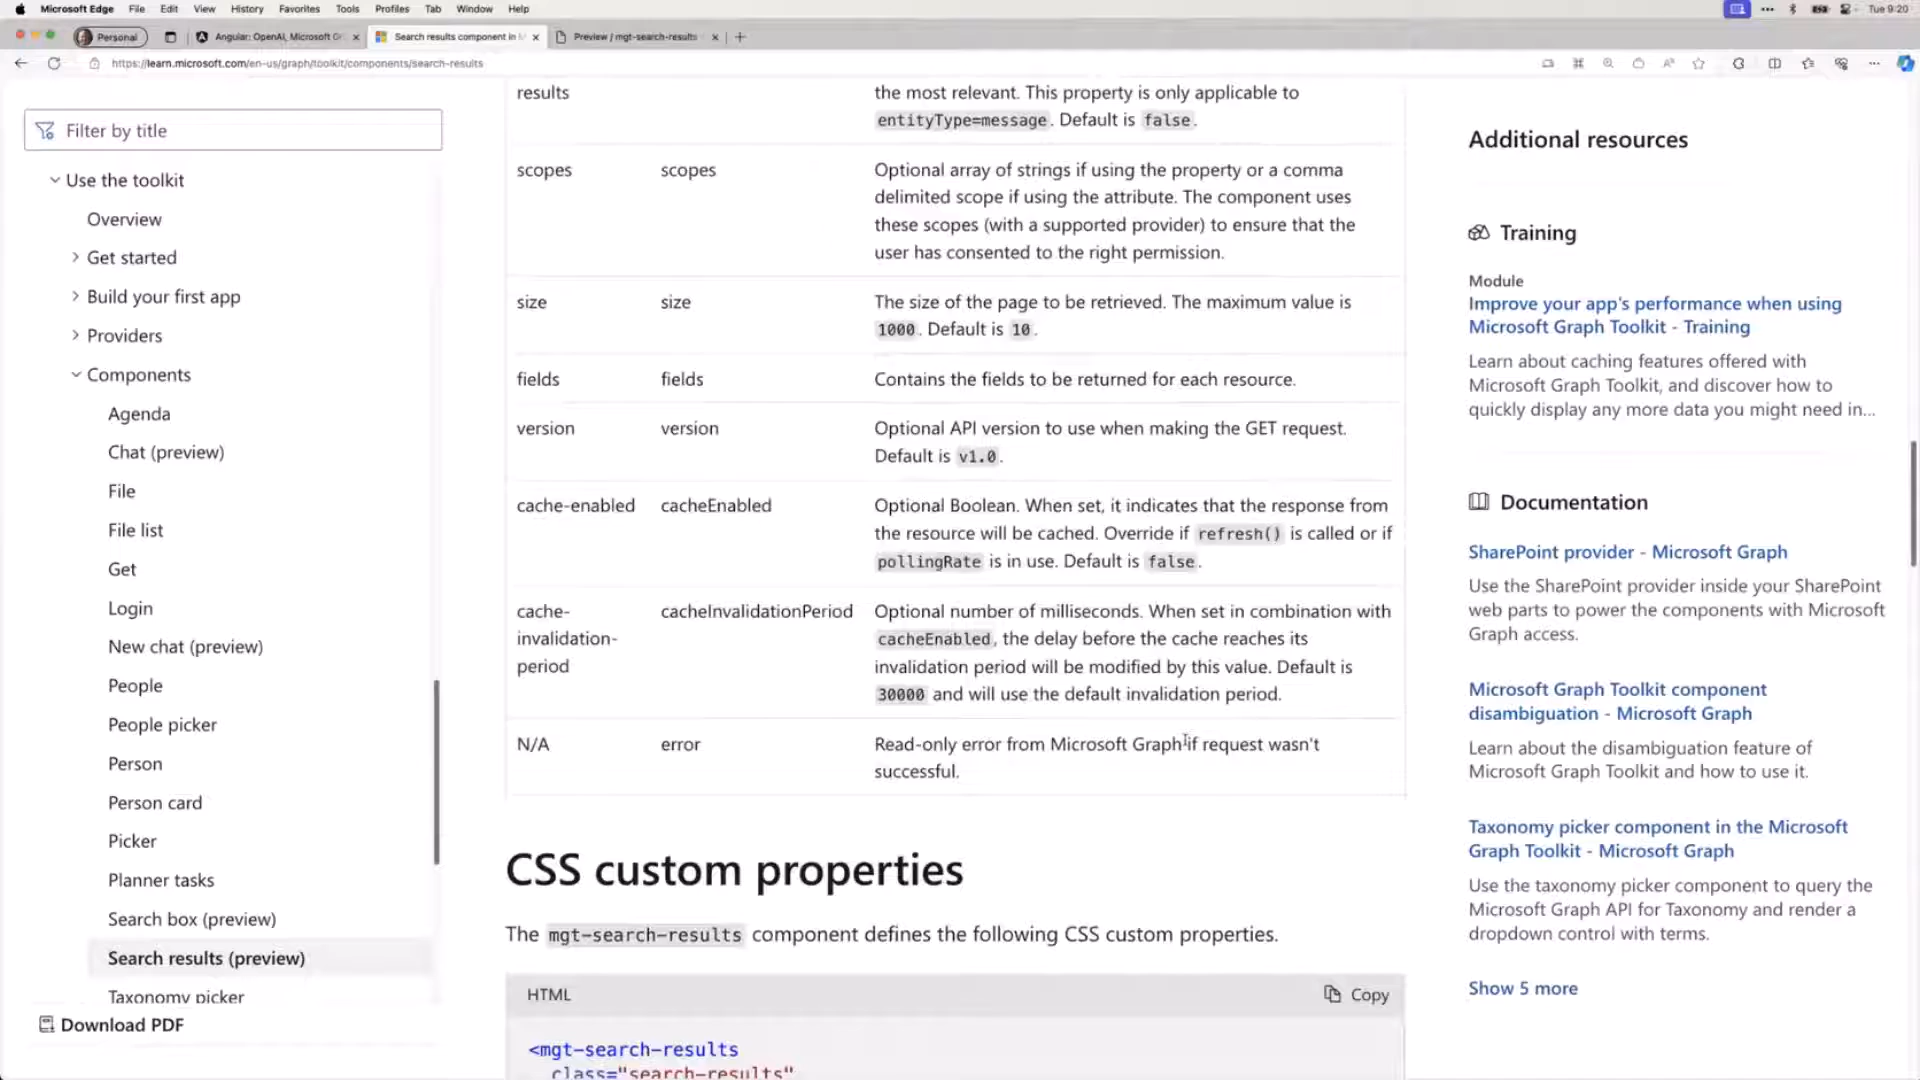 Microsoft Edge File Edit View History Favorites Tools Profiles Tab Window Help
Tue 9:20
Personal
Angular: OpenAI, Microsoft Gr
Search results component in M
Preview / mgt-search-results
https://learn.microsoft.com/en-us/graph/toolkit/components/search-results
Filter by title
Use the toolkit
Overview
Get started
Build your first app
Providers
Components
Agenda
Chat (preview)
File
File list
Get
Login
New chat (preview)
People
People picker
Person
Person card
Picker
Planner tasks
Search box (preview)
Search results (preview)
Taxonomy picker
Download PDF
results
the most relevant. This property is only applicable to
entityType=message. Default is false.
scopes scopes
Optional array of strings if using the property or a comma
delimited scope if using the attribute. The component uses
these scopes (with a supported provider) to ensure that the
user has consented to the right permission.
size size
The size of the page to be retrieved. The maximum value is
1000. Default is 10.
fields fields
Contains the fields to be returned for each resource.
version version
Optional API version to use when making the GET request.
Default is v1.0.
cache-enabled cacheEnabled
Optional Boolean. When set, it indicates that the response from
the resource will be cached. Override if refresh() is called or if
pollingRate is in use. Default is false.
cache-
invalidation-
period
cacheInvalidationPeriod
Optional number of milliseconds. When set in combination with
cacheEnabled, the delay before the cache reaches its
invalidation period will be modified by this value. Default is
30000 and will use the default invalidation period.
N/A error
Read-only error from Microsoft Graph if request wasn't
successful.
CSS custom properties
The mgt-search-results component defines the following CSS custom properties.
HTML
Copy
<mgt-search-results
class="search-results"
Additional resources
Training
Module
Improve your app's performance when using
Microsoft Graph Toolkit - Training
Learn about caching features offered with
Microsoft Graph Toolkit, and discover how to
quickly display any more data you might need in...
Documentation
SharePoint provider - Microsoft Graph
Use the SharePoint provider inside your SharePoint
web parts to power the components with Microsoft
Graph access.
Microsoft Graph Toolkit component
disambiguation - Microsoft Graph
Learn about the disambiguation feature of
Microsoft Graph Toolkit and how to use it.
Taxonomy picker component in the Microsoft
Graph Toolkit - Microsoft Graph
Use the taxonomy picker component to query the
Microsoft Graph API for Taxonomy and render a
dropdown control with terms.
Show 5 more